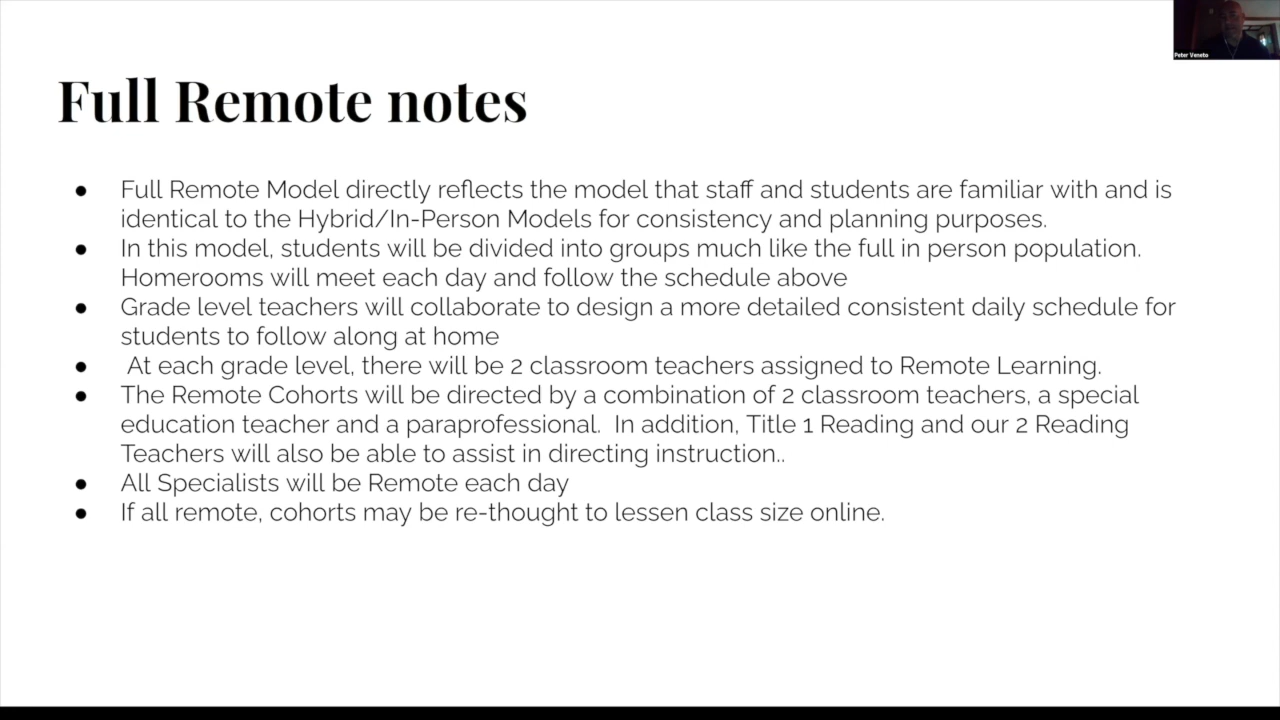 Peter Veneto
Full Remote notes
● Full Remote Model directly reflects the model that staff and students are familiar with and is
identical to the Hybrid/In-Person Models for consistency and planning purposes.
● In this model, students will be divided into groups much like the full in person population.
Homerooms will meet each day and follow the schedule above
● Grade level teachers will collaborate to design a more detailed consistent daily schedule for
students to follow along at home
● At each grade level, there will be 2 classroom teachers assigned to Remote Learning.
● The Remote Cohorts will be directed by a combination of 2 classroom teachers, a special
education teacher and a paraprofessional. In addition, Title 1 Reading and our 2 Reading
Teachers will also be able to assist in directing instruction..
● All Specialists will be Remote each day
● If all remote, cohorts may be re-thought to lessen class size online.